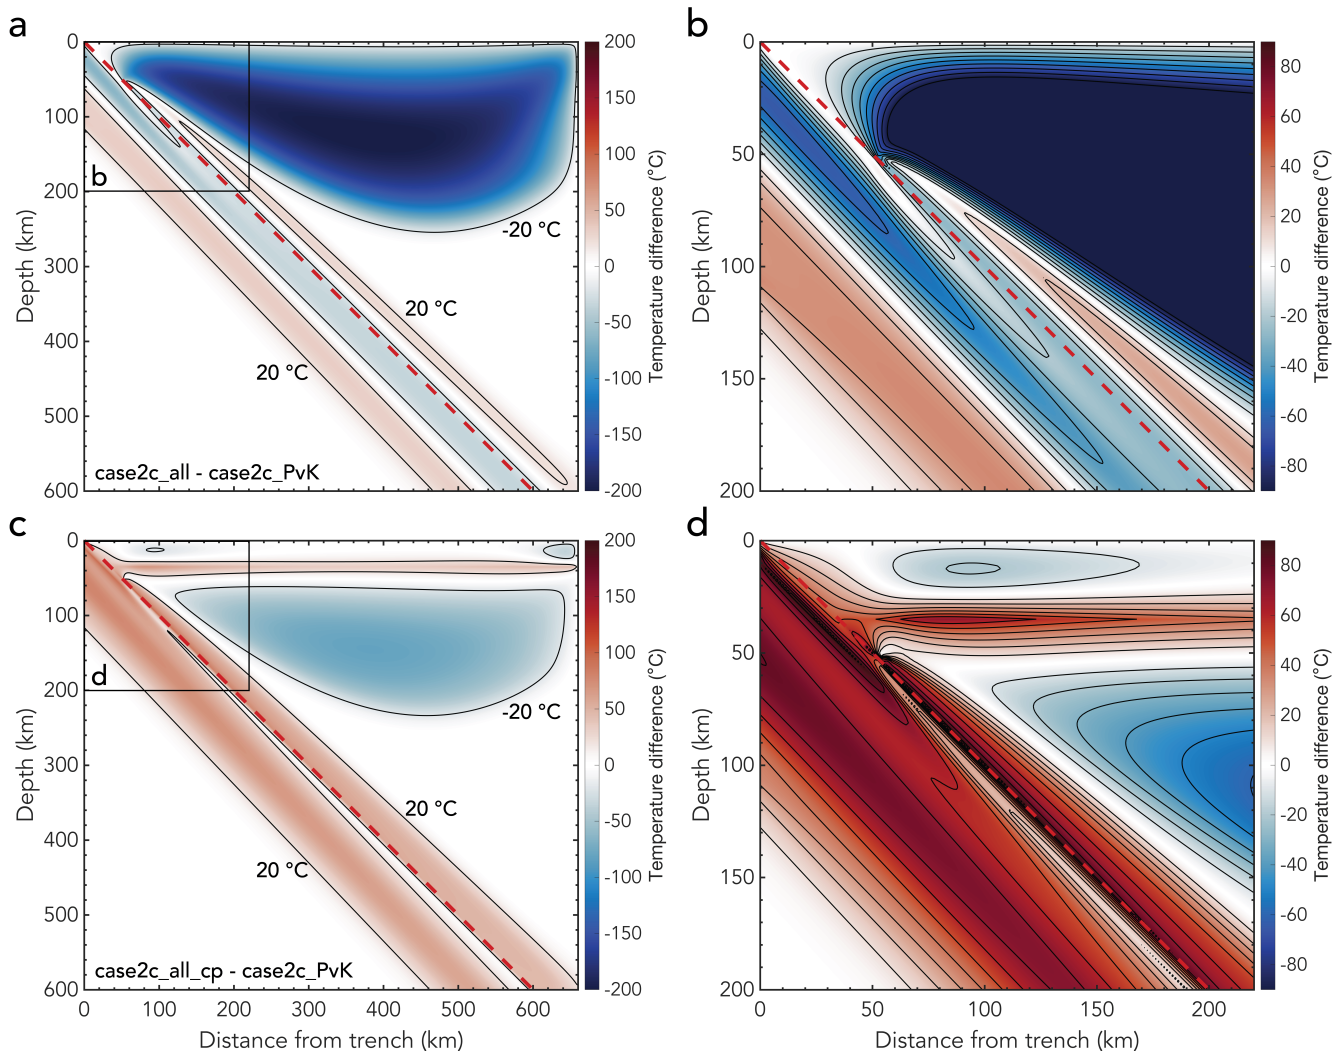 a
0
100
200
300
400
500
600
Depth (km)
b
-20 °C
20 °C
20 °C
case2c_all - case2c_PvK
200
150
100
50
0
-50
-100
-150
-200
Temperature difference (°C)
b
0
50
100
150
200
Depth (km)
80
60
40
20
0
-20
-40
-60
-80
Temperature difference (°C)
c
0
100
200
300
400
500
600
Depth (km)
d
-20 °C
20 °C
20 °C
case2c_all_cp - case2c_PvK
0 100 200 300 400 500 600
Distance from trench (km)
200
150
100
50
0
-50
-100
-150
-200
Temperature difference (°C)
d
0
50
100
150
200
Depth (km)
0 50 100 150 200
Distance from trench (km)
80
60
40
20
0
-20
-40
-60
-80
Temperature difference (°C)